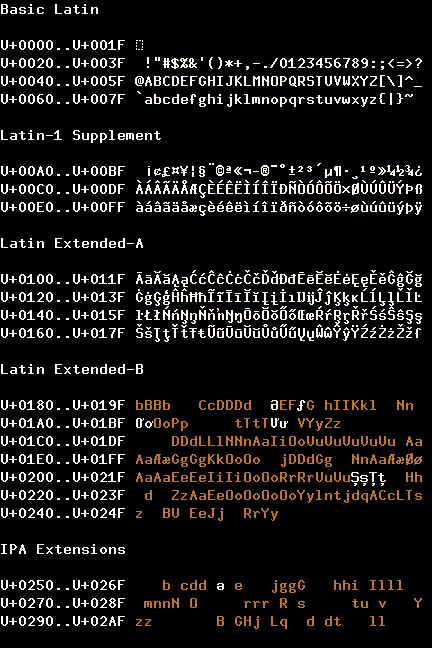 Basic Latin
U+0000..U+001F
U+0020..U+003F  !"#$%&'()*+,-./0123456789:;<=>?
U+0040..U+005F @ABCDEFGHIJKLMNOPQRSTUVWXYZ[\]^_
U+0060..U+007F `abcdefghijklmnopqrstuvwxyz{|}~
Latin-1 Supplement
U+00A0..U+00BF  ¡¢£¤¥¦§¨©ª«¬-®¯°±²³´µ¶·¸¹º»¼½¾¿
U+00C0..U+00DF ÀÁÂÃÄÅÆÇÈÉÊËÌÍÎÏÐÑÒÓÔÕÖ×ØÙÚÛÜÝÞß
U+00E0..U+00FF àáâãäåæçèéêëìíîïðñòóôõö÷øùúûüýþÿ
Latin Extended-A
U+0100..U+011F ĀāĂăĄąĆćĈĉĊċČčĎďĐđĒēĔĕĖėĘęĚěĜĝĞğ
U+0120..U+013F ĠġĢģĤĥĦħĨĩĪīĬĭĮįİıĲĳĴĵĶķĸĹĺĻļĽľĿ
U+0140..U+015F ŀŁłŃńŅņŇňŉŊŋŌōŎŏŐőŒœŔŕŖŗŘřŚśŜŝŞş
U+0160..U+017F ŠšŢţŤťŦŧŨũŪūŬŭŮůŰűŲųŴŵŶŷŸŹźŻżŽžſ
Latin Extended-B
U+0180..U+019F bBBb   CcDDDd  ƏEFƒG hIIKkl  Nn
U+01A0..U+01BF ƠơOoPp     tTtTƯư VYyZz
U+01C0..U+01DF     DDdLLlNNnAaIiOoVuVuVuVuVu Aa
U+01E0..U+01FF AaÆæGgGgKkOoOo  jDDdGg  NnAaÆæØø
U+0200..U+021F AaAaEeEeIiIiOoOoRrRrVuVuȘșȚț  Hh
U+0220..U+023F  d  ZzAaEeOoOoOoOoYylntjdqACcLTs
U+0240..U+024F z  BV EeJj  RrYy
IPA Extensions
U+0250..U+026F    b cdd ə e   jggG   hhi Illl
U+0270..U+028F  mnnN O     rrr R s     tu v   Y
U+0290..U+02AF zz       B GHj Lq  d dt   ll